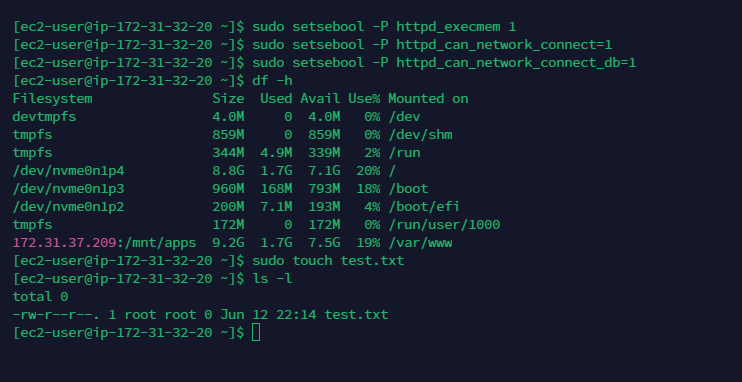 [ec2-user@ip-172-31-32-20 ~]$ sudo setsebool -P httpd_execmem 1
[ec2-user@ip-172-31-32-20 ~]$ sudo setsebool -P httpd_can_network_connect=1
[ec2-user@ip-172-31-32-20 ~]$ sudo setsebool -P httpd_can_network_connect_db=1
[ec2-user@ip-172-31-32-20 ~]$ df -h
Filesystem               Size  Used Avail Use% Mounted on
devtmpfs                 4.0M     0  4.0M   0% /dev
tmpfs                    859M     0  859M   0% /dev/shm
tmpfs                    344M  4.9M  339M   2% /run
/dev/nvme0n1p4           8.8G  1.7G  7.1G  20% /
/dev/nvme0n1p3           960M  168M  793M  18% /boot
/dev/nvme0n1p2           200M  7.1M  193M   4% /boot/efi
tmpfs                    172M     0  172M   0% /run/user/1000
172.31.37.209:/mnt/apps  9.2G  1.7G  7.5G  19% /var/www
[ec2-user@ip-172-31-32-20 ~]$ sudo touch test.txt
[ec2-user@ip-172-31-32-20 ~]$ ls -l
total 0
-rw-r--r--. 1 root root 0 Jun 12 22:14 test.txt
[ec2-user@ip-172-31-32-20 ~]$